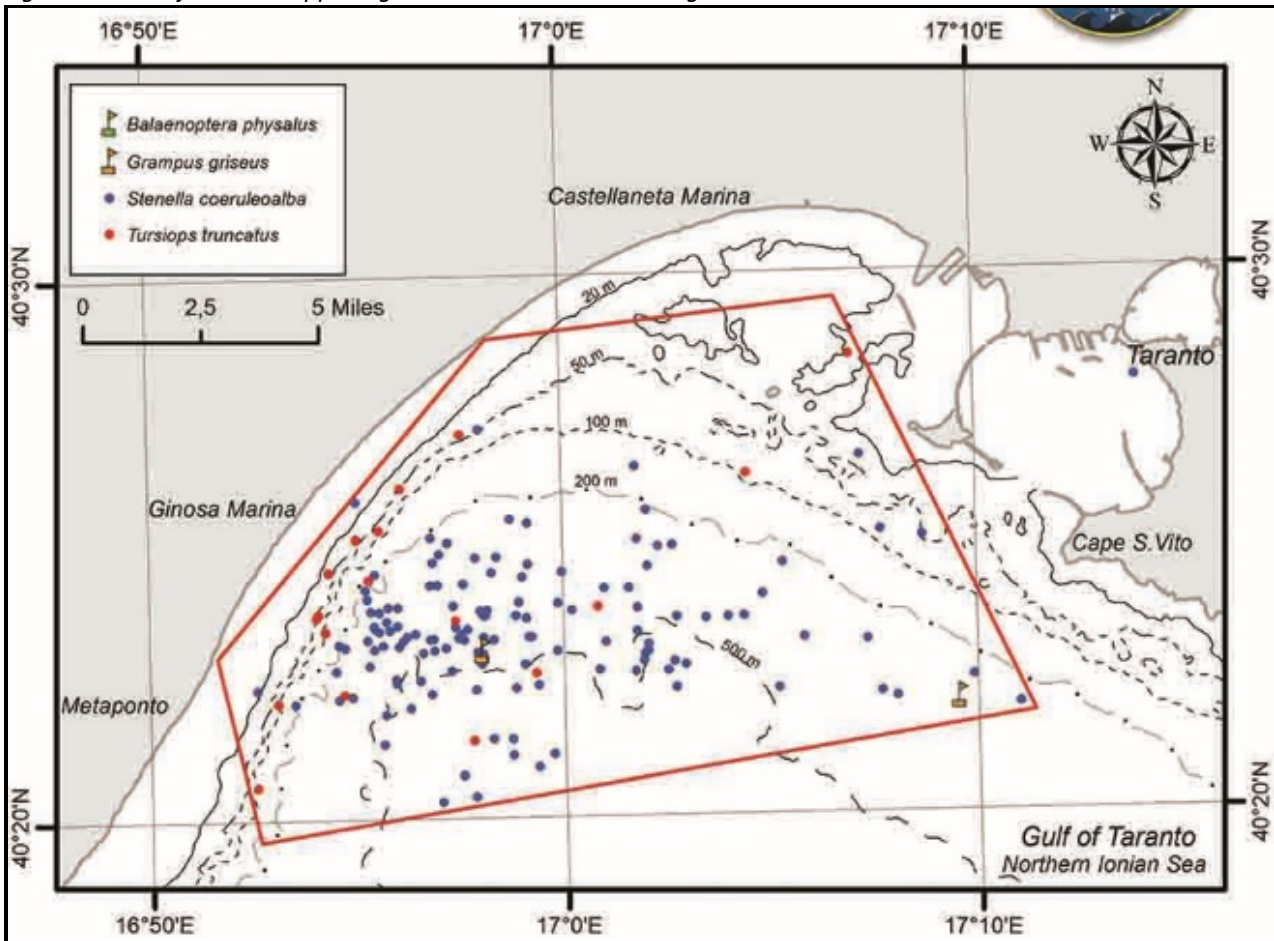 16°50'E
17°0'E
17°10'E
Balaenoptera physalus
Grampus griseus
Stenella coeruleoalba
Tursiops truncatus
N
W
E
S
Castellaneta Marina
40°30'N
40°30'N
0
2,5
5 Miles
20 m
50 m
Taranto
100 m
200 m
Ginosa Marina
Cape S.Vito
500 m
Metaponto
40°20'N
40°20'N
Gulf of Taranto
Northern Ionian Sea
16°50'E
17°0'E
17°10'E